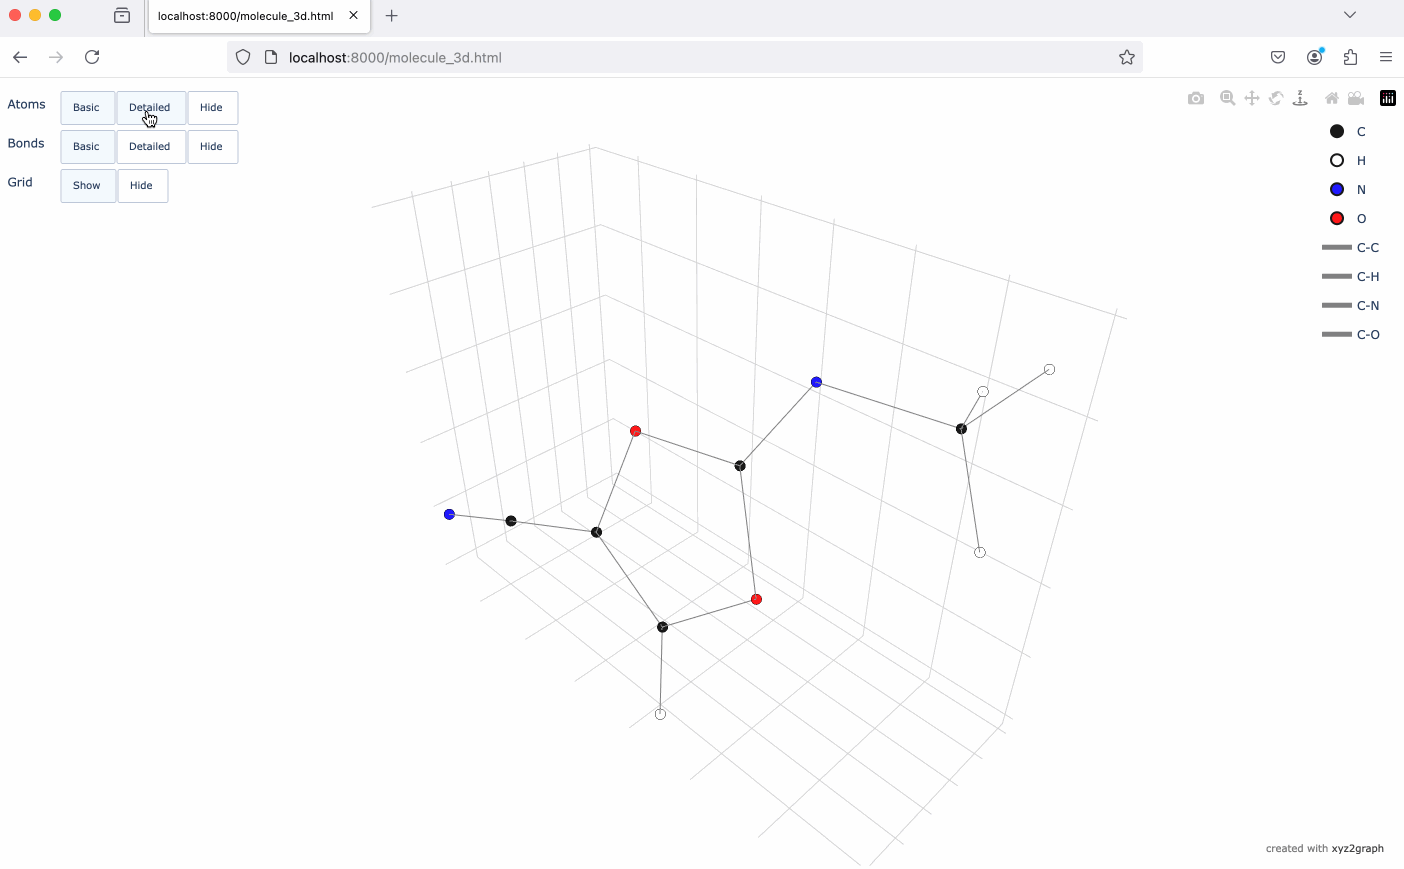 localhost:8000/molecule_3d.html
localhost:8000/molecule_3d.html
Atoms Basic Detailed Hide
Bonds Basic Detailed Hide
Grid Show Hide
z
C
H
N
O
C-C
C-H
C-N
C-O
created with xyz2graph